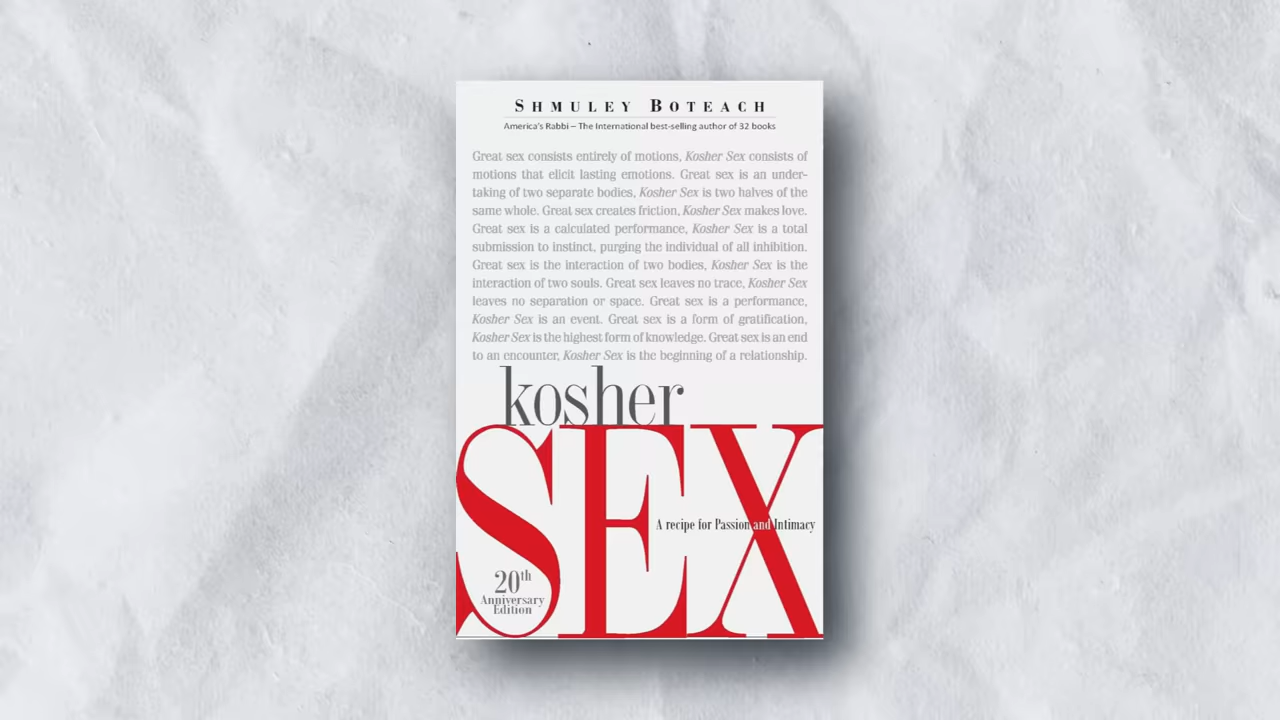 SHMULEY BOTEACH
America's Rabbi – The International best-selling author of 32 books
Great sex consists entirely of motions, Kosher Sex consists of
motions that elicit lasting emotions. Great sex is an under-
taking of two separate bodies, Kosher Sex is two halves of the
same whole. Great sex creates friction, Kosher Sex makes love.
Great sex is a calculated performance, Kosher Sex is a total
submission to instinct, purging the individual of all inhibition.
Great sex is the interaction of two bodies, Kosher Sex is the
interaction of two souls. Great sex leaves no trace, Kosher Sex
leaves no separation or space. Great sex is a performance,
Kosher Sex is an event. Great sex is a form of gratification,
Kosher Sex is the highest form of knowledge. Great sex is an end
to an encounter, Kosher Sex is the beginning of a relationship.
kosher
SEX
A recipe for Passion and Intimacy
20th
Anniversary
Edition